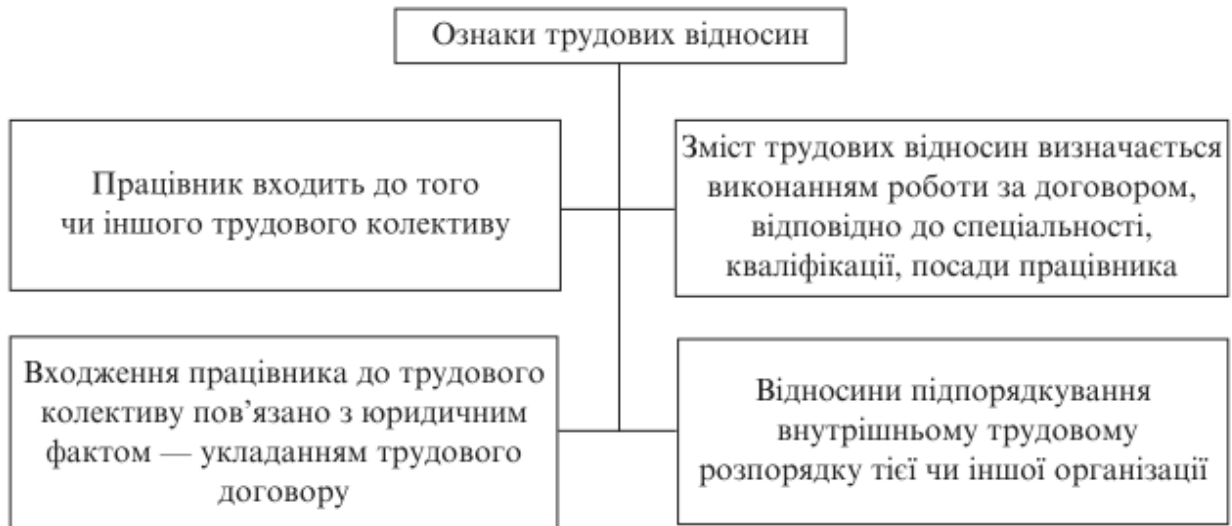 Ознаки трудових відносин
Працівник входить до того
чи іншого трудового колективу
Зміст трудових відносин визначається
виконанням роботи за договором,
відповідно до спеціальності,
кваліфікації, посади працівника
Входження працівника до трудового
колективу пов’язано з юридичним
фактом — укладанням трудового
договору
Відносини підпорядкування
внутрішньому трудовому
розпорядку тієї чи іншої організації